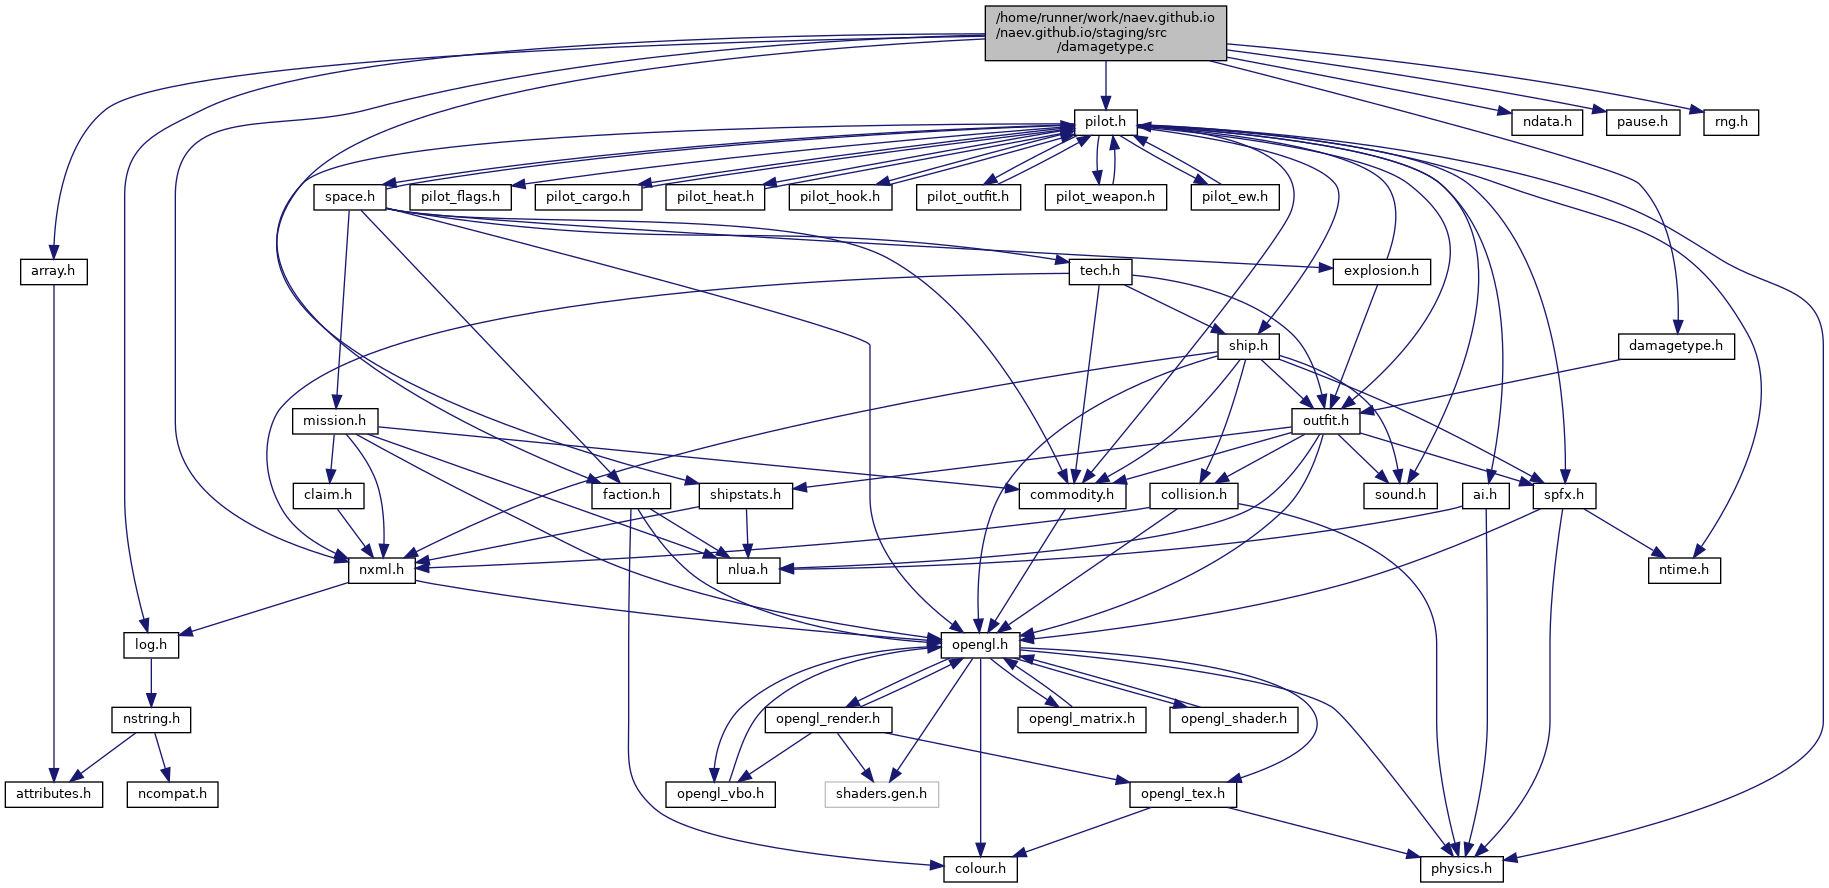 /home/runner/work/naev.github.io
/naev.github.io/staging/src
/damagetype.c
pilot.h
ndata.h
pause.h
rng.h
space.h
pilot_flags.h
pilot_cargo.h
pilot_heat.h
pilot_hook.h
pilot_outfit.h
pilot_weapon.h
pilot_ew.h
array.h
tech.h
explosion.h
ship.h
damagetype.h
mission.h
outfit.h
claim.h
faction.h
shipstats.h
commodity.h
collision.h
sound.h
ai.h
spfx.h
nxml.h
nlua.h
ntime.h
log.h
opengl.h
nstring.h
opengl_render.h
opengl_matrix.h
opengl_shader.h
attributes.h
ncompat.h
opengl_vbo.h
shaders.gen.h
opengl_tex.h
colour.h
physics.h